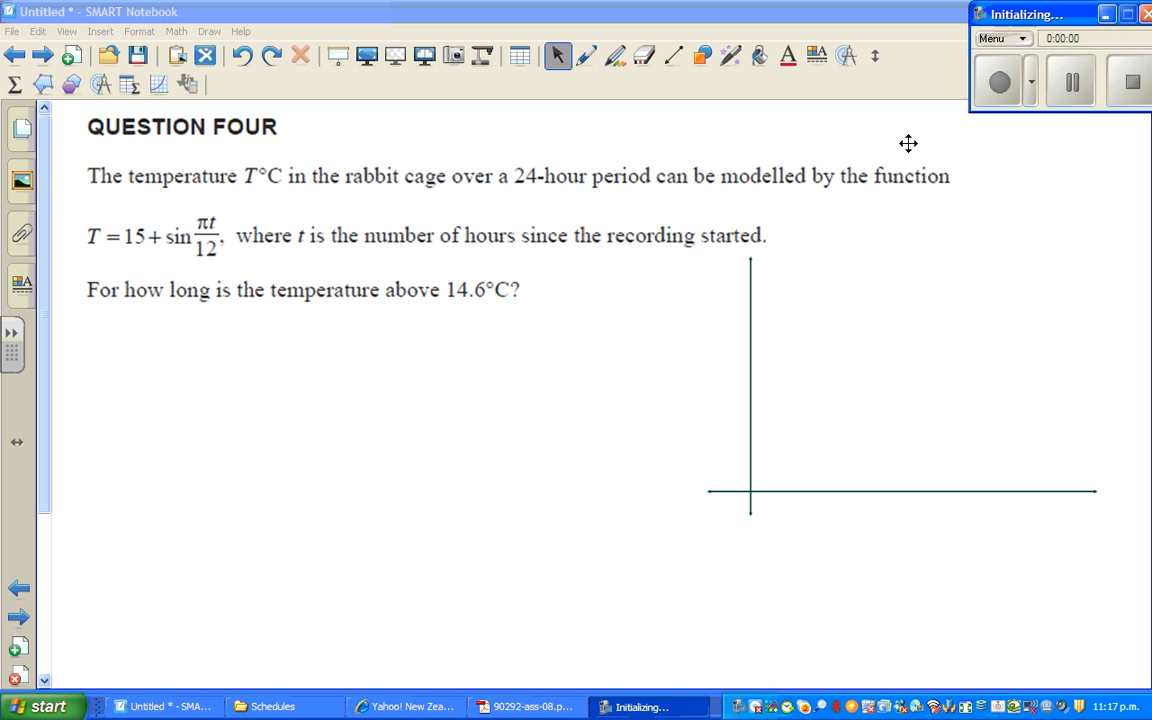 Untitled * - SMART Notebook
Initializing...
File Edit View Insert Format Math Draw Help
Menu
0:00:00
QUESTION FOUR
The temperature T°C in the rabbit cage over a 24-hour period can be modelled by the function
T = 15 + sin πt/12, where t is the number of hours since the recording started.
For how long is the temperature above 14.6°C?
start
Untitled * - SMA...
Schedules
Yahoo! New Zea...
90292-ass-08.p...
Initializing...
11:17 p.m.